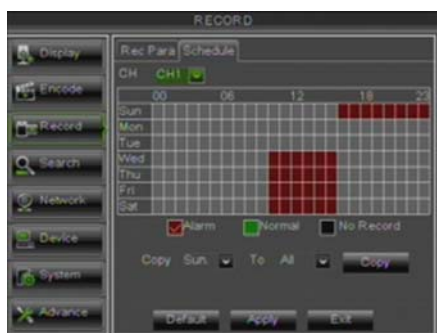 RECORD
Display
Encode
Record
Search
Network
Device
System
Advance
Rec Para Schedule
CH CH1
00 06 12 18 23
Sun
Mon
Tue
Wed
Thu
Fri
Sat
Alarm Normal No Record
Copy Sun. To All Copy
Default Apply Exit